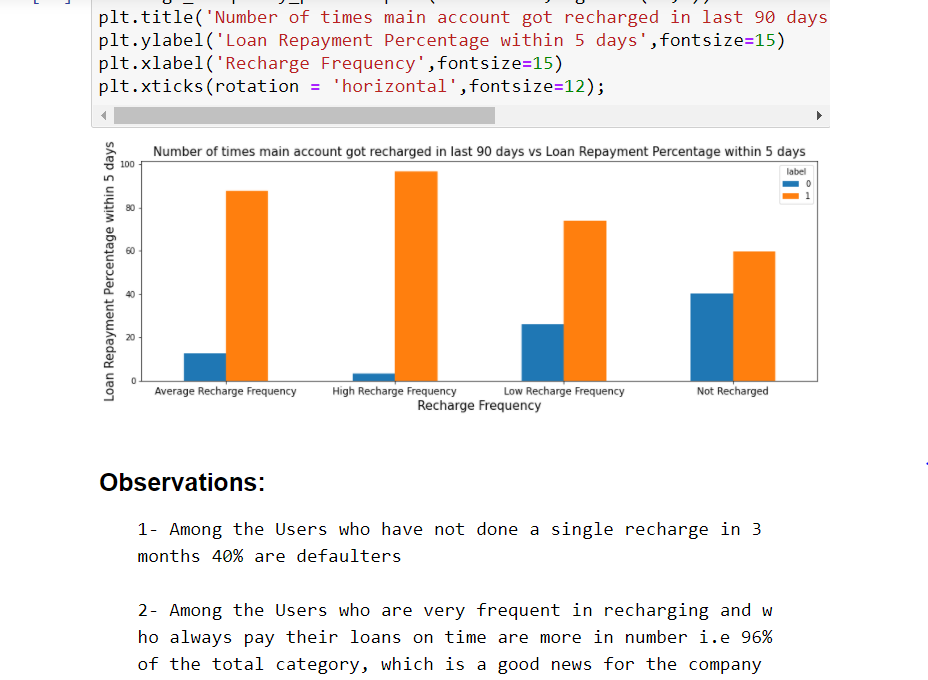 plt.title('Number of times main account got recharged in last 90 days
plt.ylabel('Loan Repayment Percentage within 5 days',fontsize=15)
plt.xlabel('Recharge Frequency',fontsize=15)
plt.xticks(rotation = 'horizontal',fontsize=12);
Number of times main account got recharged in last 90 days vs Loan Repayment Percentage within 5 days
Loan Repayment Percentage within 5 days
100
80
60
40
20
0
label
0
1
Average Recharge Frequency
High Recharge Frequency
Low Recharge Frequency
Not Recharged
Recharge Frequency
Observations:
1- Among the Users who have not done a single recharge in 3
months 40% are defaulters
2- Among the Users who are very frequent in recharging and w
ho always pay their loans on time are more in number i.e 96%
of the total category, which is a good news for the company